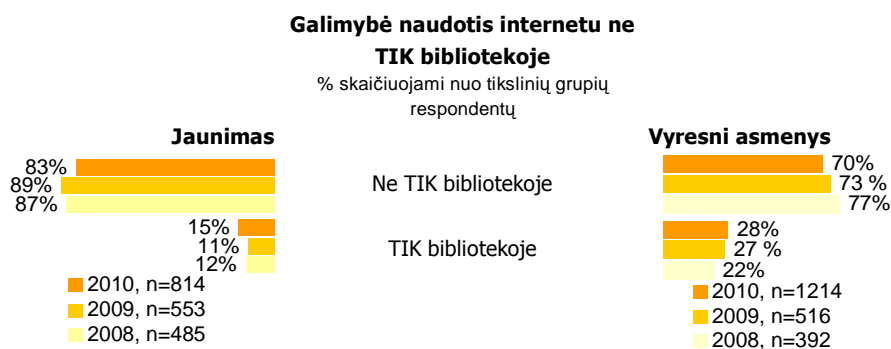 Galimybė naudotis internetu ne
TIK bibliotekoje
% skaičiuojami nuo tikslinių grupių
respondentų
Jaunimas
Vyresni asmenys
83%
89%
87%
Ne TIK bibliotekoje
70%
73 %
77%
15%
11%
12%
TIK bibliotekoje
28%
27 %
22%
2010, n=814
2009, n=553
2008, n=485
2010, n=1214
2009, n=516
2008, n=392